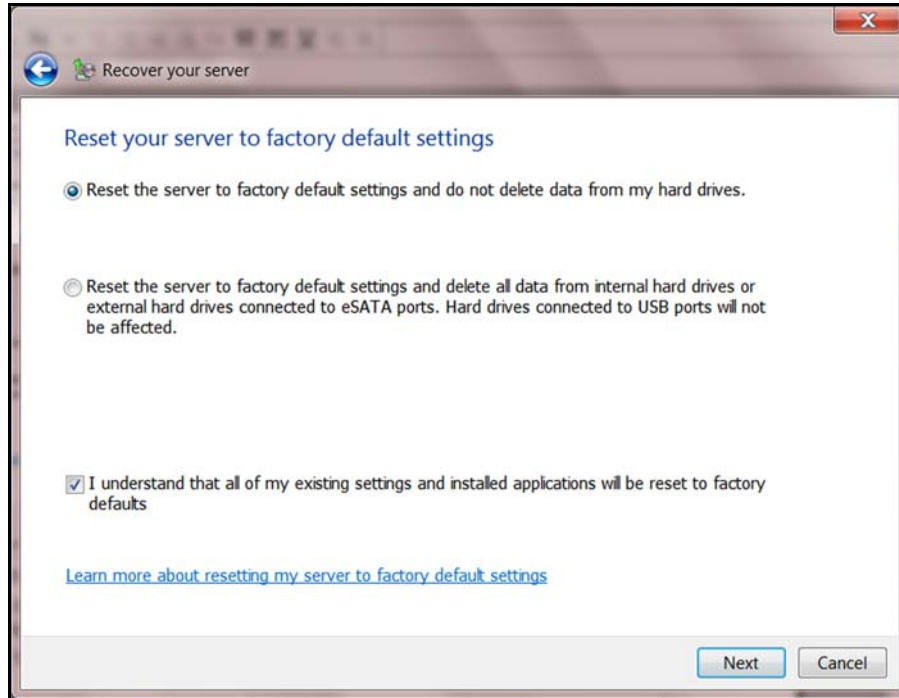 Recover your server
Reset your server to factory default settings
Reset the server to factory default settings and do not delete data from my hard drives.
Reset the server to factory default settings and delete all data from internal hard drives or
external hard drives connected to eSATA ports. Hard drives connected to USB ports will not
be affected.
I understand that all of my existing settings and installed applications will be reset to factory
defaults
Learn more about resetting my server to factory default settings
Next Cancel